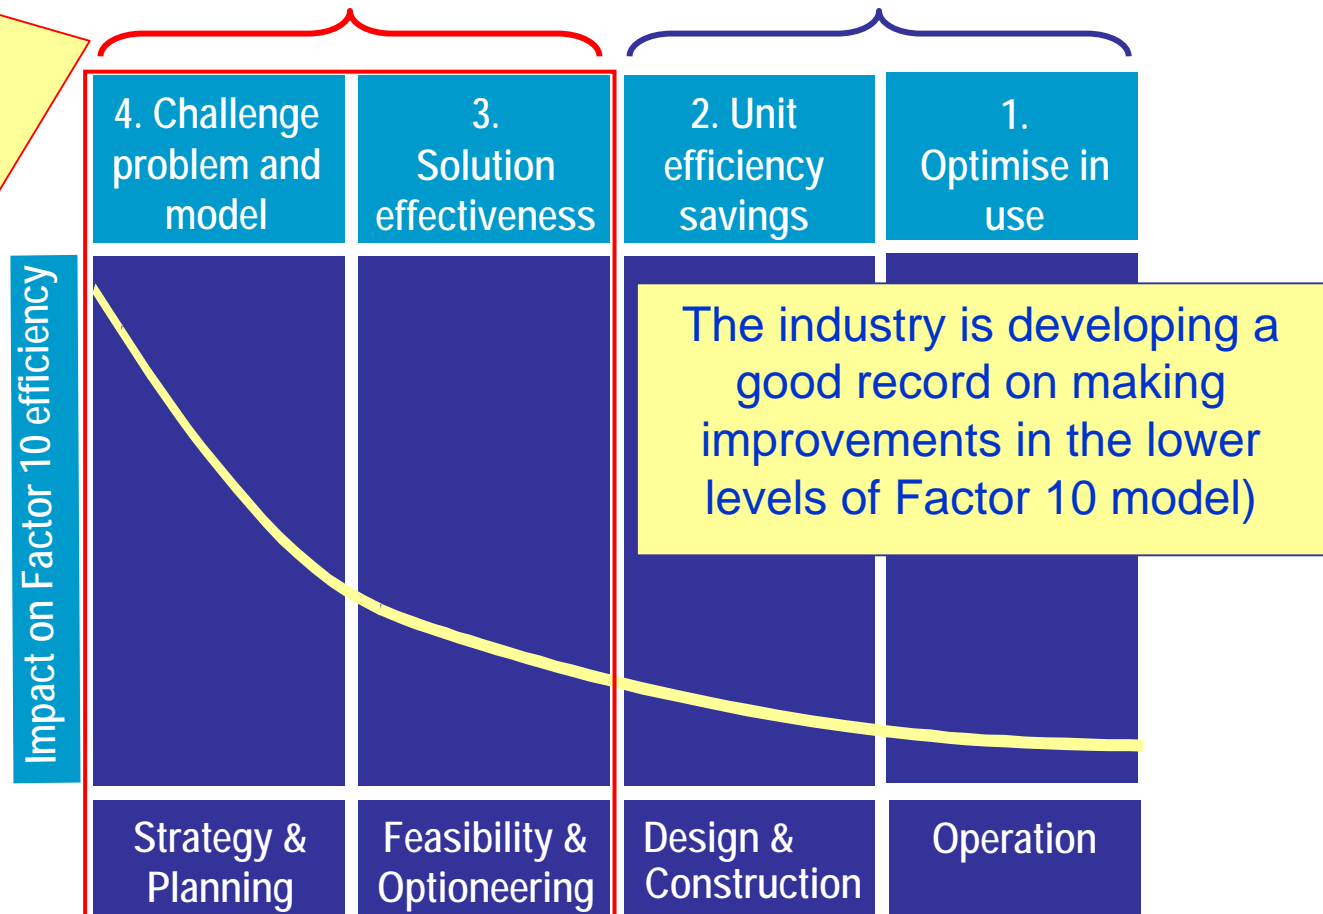 4. Challenge
problem and
model
3.
Solution
effectiveness
2. Unit
efficiency
savings
1.
Optimise in
use
Impact on Factor 10 efficiency
The industry is developing a
good record on making
improvements in the lower
levels of Factor 10 model)
Strategy &
Planning
Feasibility &
Optioneering
Design &
Construction
Operation